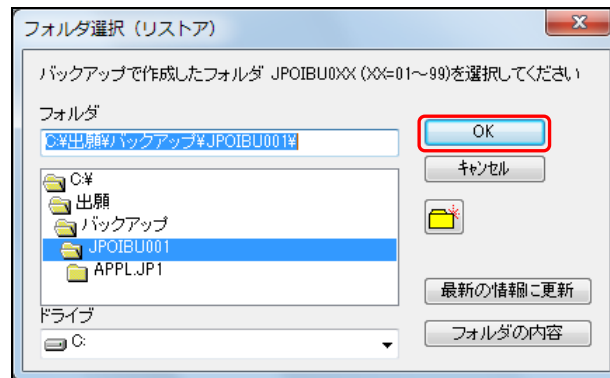 フォルダ選択（リストア）
バックアップで作成したフォルダ JPOIBU0XX (XX=01～99)を選択してください
フォルダ
C:¥出願¥バックアップ¥JPOIBU001¥
OK
キャンセル
C:¥
出願
バックアップ
JPOIBU001
APPL.JP1
最新の情報に更新
ドライブ
C:
フォルダの内容